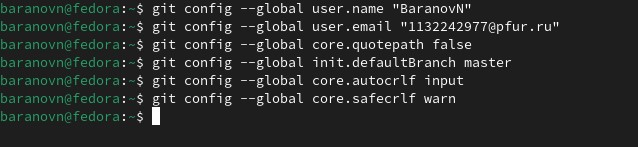 baranovn@fedora:~$ git config --global user.name "BaranovN"
baranovn@fedora:~$ git config --global user.email "1132242977@pfur.ru"
baranovn@fedora:~$ git config --global core.quotepath false
baranovn@fedora:~$ git config --global init.defaultBranch master
baranovn@fedora:~$ git config --global core.autocrlf input
baranovn@fedora:~$ git config --global core.safecrlf warn
baranovn@fedora:~$